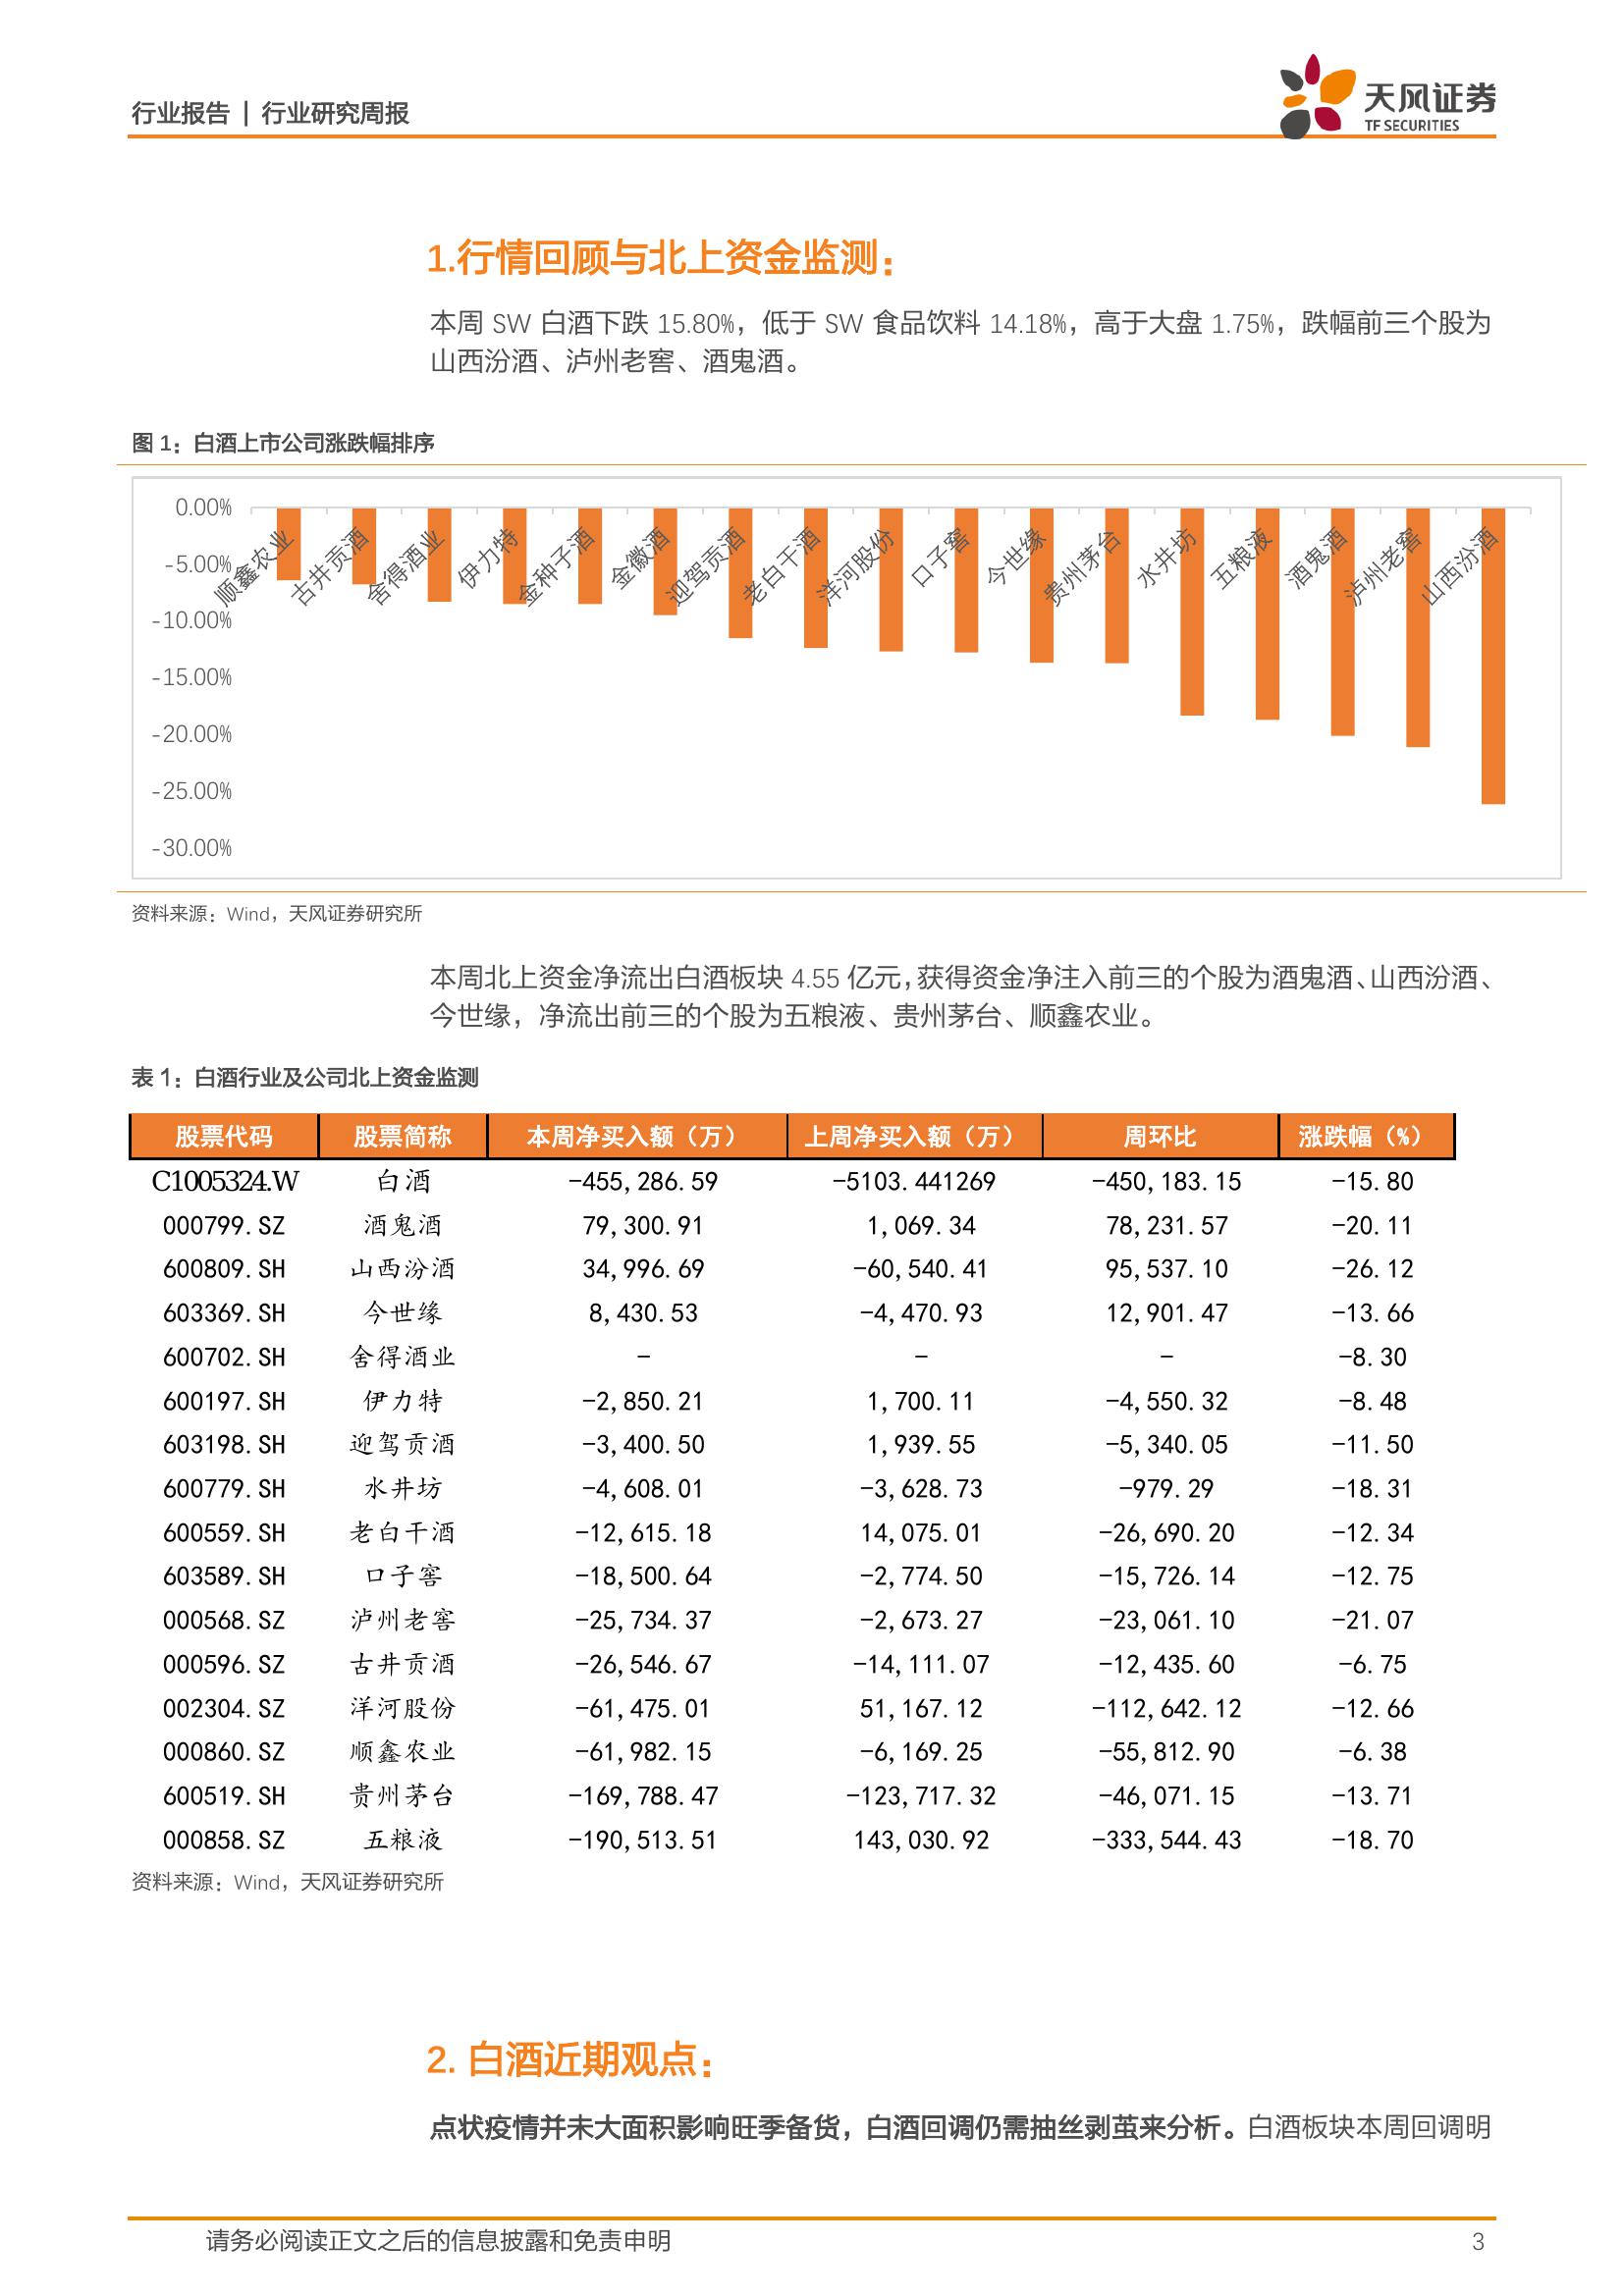 行业报告 | 行业研究周报
天风证券
TF SECURITIES
1.行情回顾与北上资金监测：
本周 SW 白酒下跌 15.80%，低于 SW 食品饮料 14.18%，高于大盘 1.75%，跌幅前三个股为
山西汾酒、泸州老窖、酒鬼酒。
图 1：白酒上市公司涨跌幅排序
0.00%
-5.00%
-10.00%
-15.00%
-20.00%
-25.00%
-30.00%
顺鑫农业 古井贡酒 舍得酒业 伊力特 金种子酒 金徽酒 迎驾贡酒 老白干酒 洋河股份 口子窖 今世缘 贵州茅台 水井坊 五粮液 酒鬼酒 泸州老窖 山西汾酒
资料来源：Wind，天风证券研究所
本周北上资金净流出白酒板块 4.55 亿元，获得资金净注入前三的个股为酒鬼酒、山西汾酒、
今世缘，净流出前三的个股为五粮液、贵州茅台、顺鑫农业。
表 1：白酒行业及公司北上资金监测
股票代码 股票简称 本周净买入额（万） 上周净买入额（万） 周环比 涨跌幅（%）
C1005324.W 白酒 -455,286.59 -5103.441269 -450,183.15 -15.80
000799.SZ 酒鬼酒 79,300.91 1,069.34 78,231.57 -20.11
600809.SH 山西汾酒 34,996.69 -60,540.41 95,537.10 -26.12
603369.SH 今世缘 8,430.53 -4,470.93 12,901.47 -13.66
600702.SH 舍得酒业 - - - -8.30
600197.SH 伊力特 -2,850.21 1,700.11 -4,550.32 -8.48
603198.SH 迎驾贡酒 -3,400.50 1,939.55 -5,340.05 -11.50
600779.SH 水井坊 -4,608.01 -3,628.73 -979.29 -18.31
600559.SH 老白干酒 -12,615.18 14,075.01 -26,690.20 -12.34
603589.SH 口子窖 -18,500.64 -2,774.50 -15,726.14 -12.75
000568.SZ 泸州老窖 -25,734.37 -2,673.27 -23,061.10 -21.07
000596.SZ 古井贡酒 -26,546.67 -14,111.07 -12,435.60 -6.75
002304.SZ 洋河股份 -61,475.01 51,167.12 -112,642.12 -12.66
000860.SZ 顺鑫农业 -61,982.15 -6,169.25 -55,812.90 -6.38
600519.SH 贵州茅台 -169,788.47 -123,717.32 -46,071.15 -13.71
000858.SZ 五粮液 -190,513.51 143,030.92 -333,544.43 -18.70
资料来源：Wind，天风证券研究所
2. 白酒近期观点：
点状疫情并未大面积影响旺季备货，白酒回调仍需抽丝剥茧来分析。白酒板块本周回调明
请务必阅读正文之后的信息披露和免责申明 3